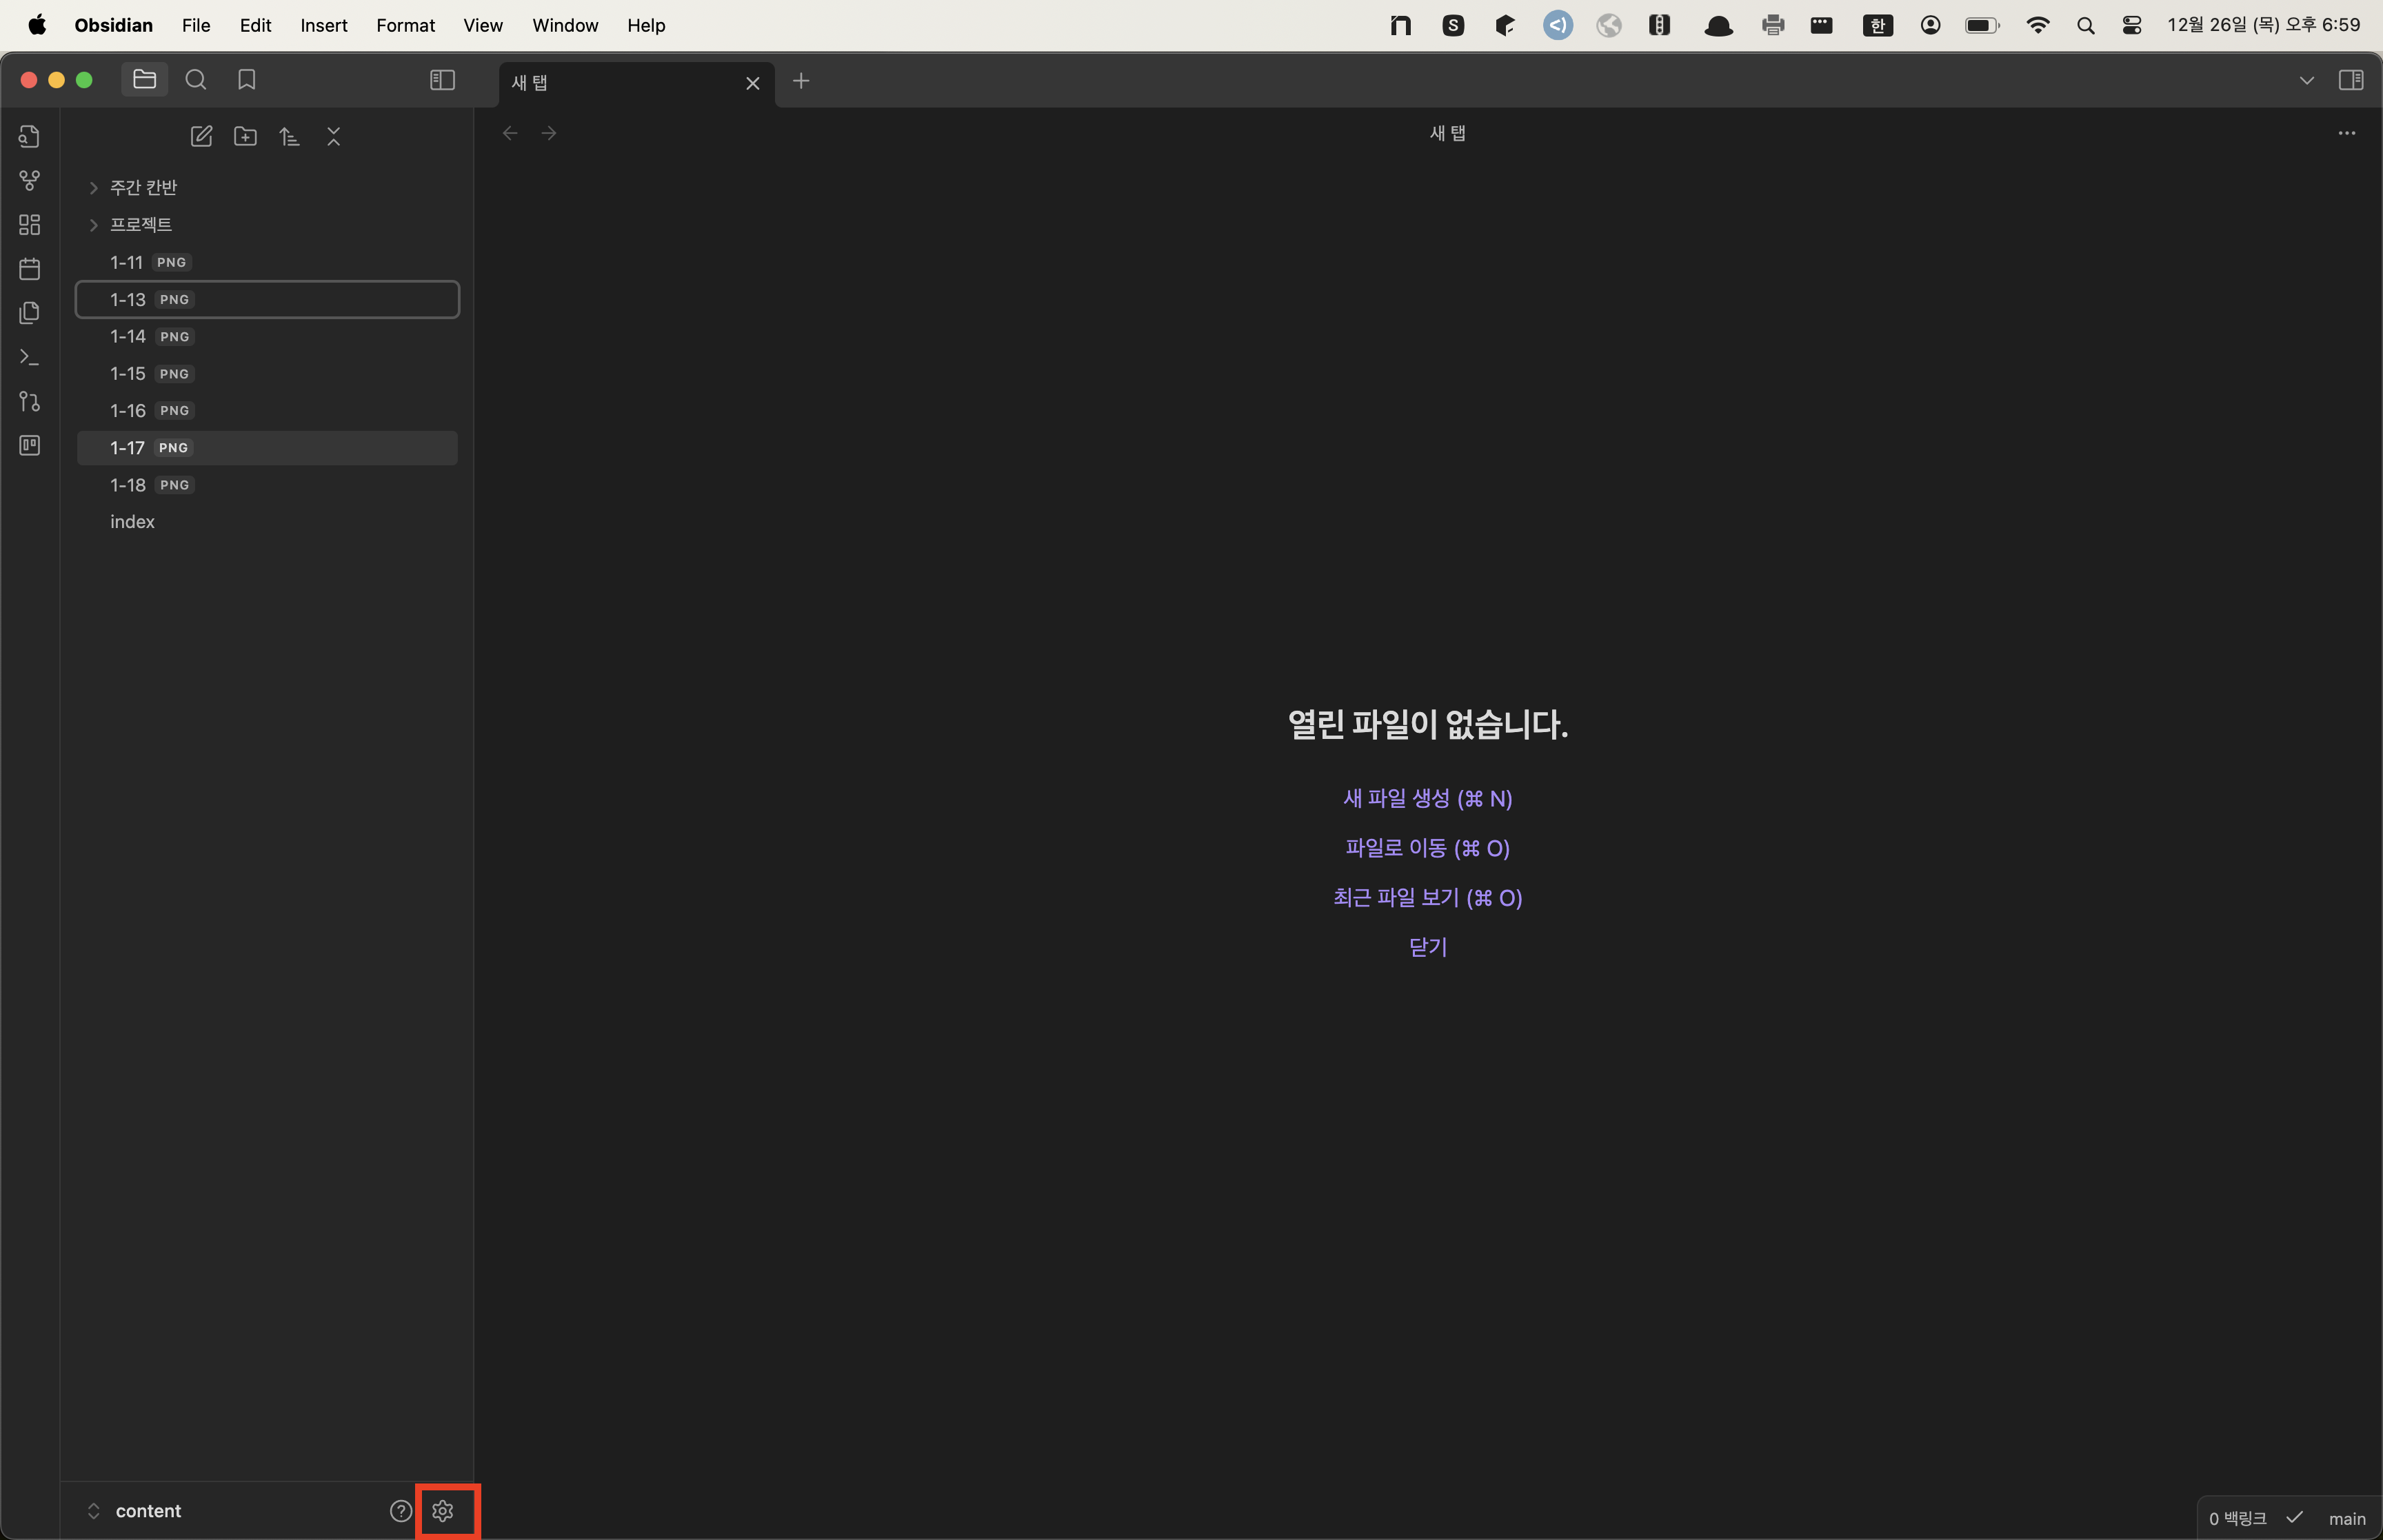 Obsidian File Edit Insert Format View Window Help
S <) 한 12월 26일 (목) 오후 6:59
새 탭
새 탭
주간 칸반
프로젝트
1-11 PNG
1-13 PNG
1-14 PNG
1-15 PNG
1-16 PNG
1-17 PNG
1-18 PNG
index
열린 파일이 없습니다.
새 파일 생성 (⌘ N)
파일로 이동 (⌘ O)
최근 파일 보기 (⌘ O)
닫기
content
0 백링크 main